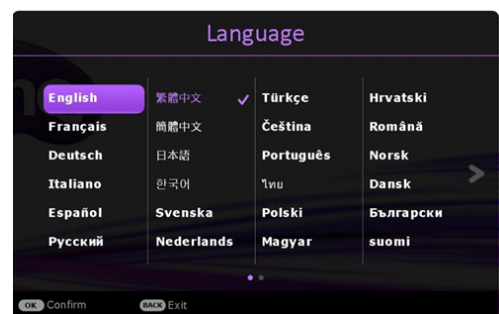 Language
English
繁體中文
Türkçe
Hrvatski
Français
簡體中文
Čeština
Română
Deutsch
日本語
Português
Norsk
Italiano
한국어
ไทย
Dansk
Español
Svenska
Polski
Български
Русский
Nederlands
Magyar
suomi
OK Confirm
BACK Exit